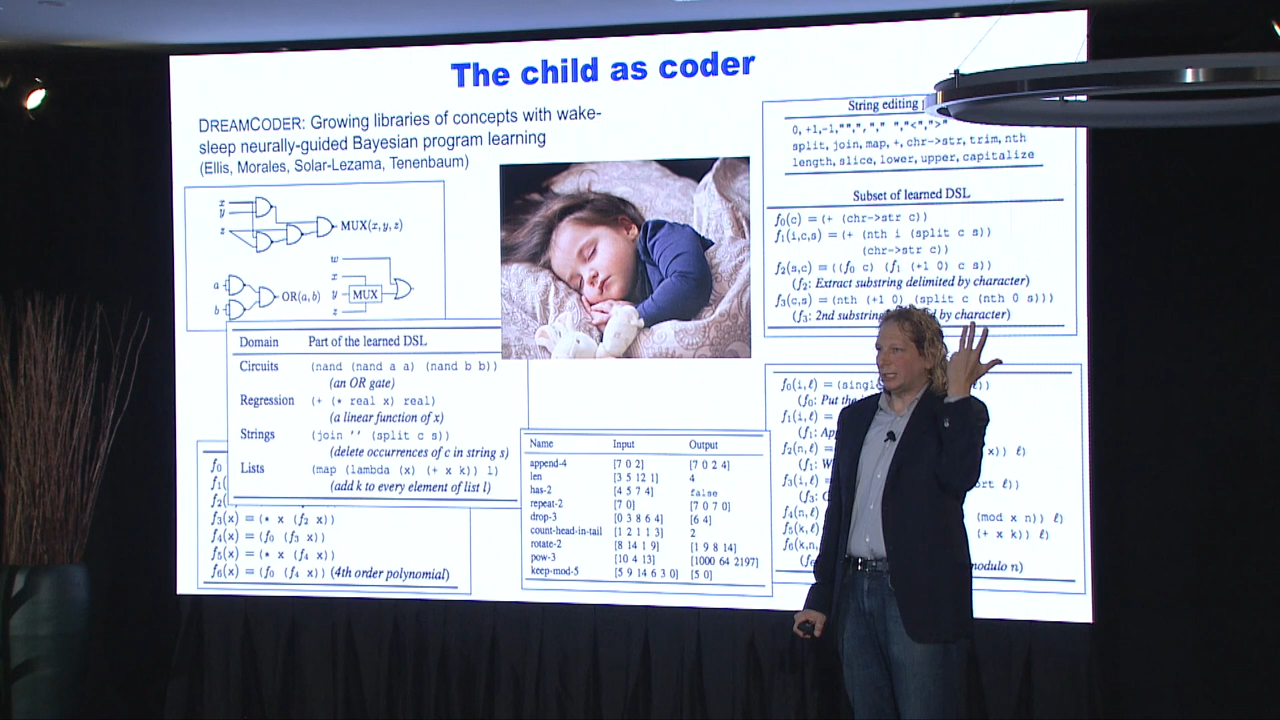 The child as coder
DREAMCODER: Growing libraries of concepts with wake-
sleep neurally-guided Bayesian program learning
(Ellis, Morales, Solar-Lezama, Tenenbaum)
x
y
z
MUX(x, y, z)
a
b
OR(a, b)
w
x
y
z
MUX
Domain Part of the learned DSL
Circuits (nand (nand a a) (nand b b))
(an OR gate)
Regression (+ (* real x) real)
(a linear function of x)
Strings (join '' (split c s))
(delete occurrences of c in string s)
Lists (map (lambda (x) (+ x k)) l)
(add k to every element of list l)
f0
f1(
f2(
f3(x) = (* x (f2 x))
f4(x) = (f0 (f3 x))
f5(x) = (* x (f4 x))
f6(x) = (f0 (f4 x)) (4th order polynomial)
Name Input Output
append-4 [7 0 2] [7 0 2 4]
len [3 5 12 1] 4
has-2 [4 5 7 4] false
repeat-2 [7 0] [7 0 7 0]
drop-3 [0 3 8 6 4] [6 4]
count-head-in-tail [1 2 1 1 3] 2
rotate-2 [8 14 1 9] [1 9 8 14]
pow-3 [10 4 13] [1000 64 2197]
keep-mod-5 [5 9 14 6 3 0] [5 0]
String editing
0, +1,-1,
split, join, map, +, chr->str, trim, nth
length, slice, lower, upper, capitalize
Subset of learned DSL
f0(c) = (+ (chr->str c))
f1(i,c,s) = (+ (nth i (split c s))
(chr->str c))
f2(s,c) = ((f0 c) (f1 (+1 0) c s))
(f2: Extract substring delimited by character)
f3(c,s) = (nth (+1 0) (split c (nth 0 s)))
(f3: 2nd substring by character)
f0(i,ℓ) = (singl ))
(f0: Put the
f1(i,ℓ) =
(f1: Ap
f2(n,ℓ) = x)) ℓ)
(f1: W
f3(i,ℓ) = ort ℓ))
(f3:
f4(n,ℓ) (mod x n)) ℓ)
f5(k,ℓ) (+ x k)) ℓ)
f6(k,n,
(fe modulo n)